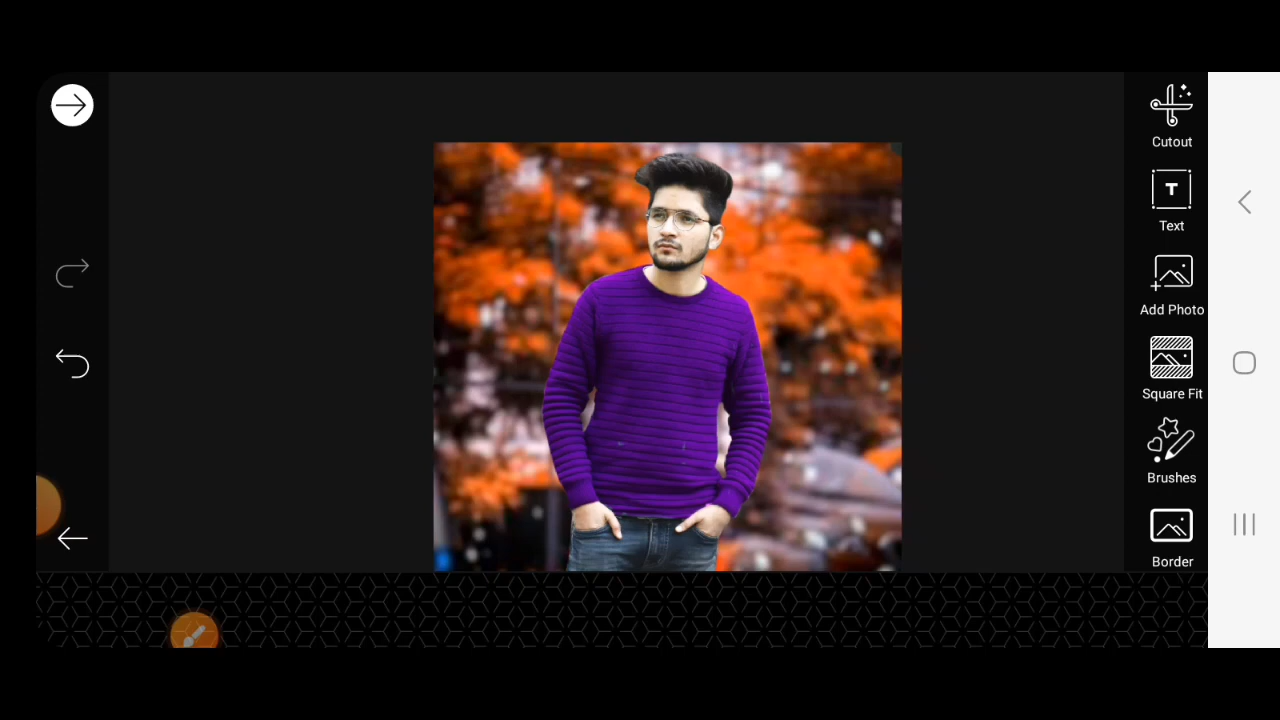 Cutout
Text
Add Photo
Square Fit
Brushes
Border